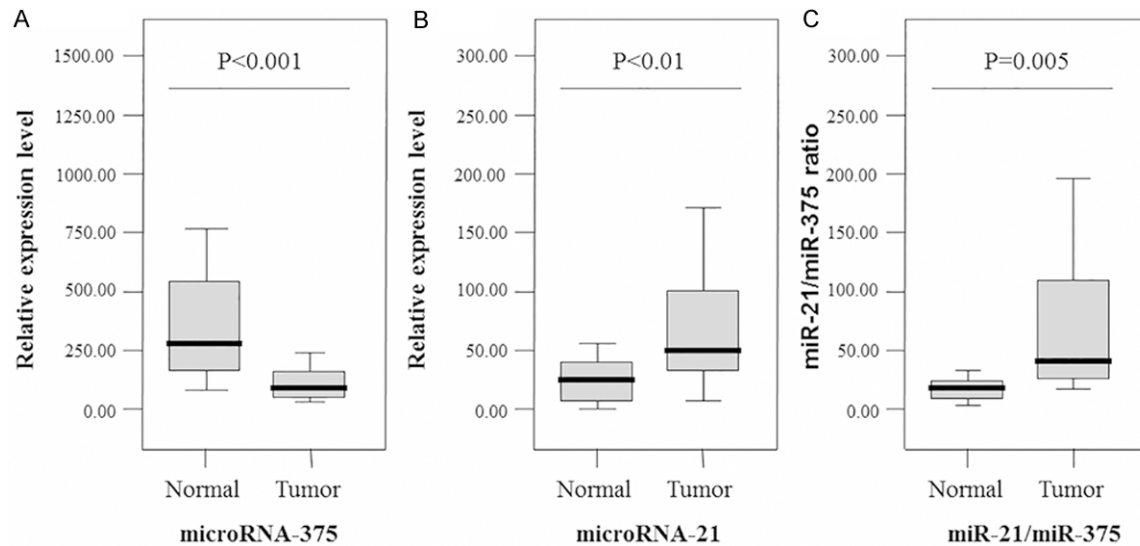 A
Relative expression level
1500.00
1250.00
1000.00
750.00
500.00
250.00
0.00
P<0.001
Normal
Tumor
microRNA-375
B
Relative expression level
300.00
250.00
200.00
150.00
100.00
50.00
0.00
P<0.01
Normal
Tumor
microRNA-21
C
miR-21/miR-375 ratio
300.00
250.00
200.00
150.00
100.00
50.00
0.00
P=0.005
Normal
Tumor
miR-21/miR-375